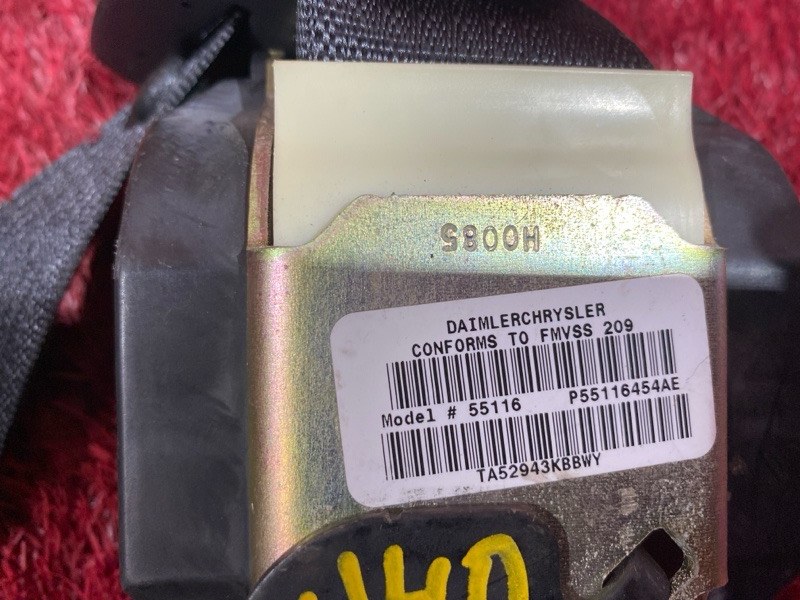 H0085
DAIMLERCHRYSLER
CONFORMS TO FMVSS 209
Model # 55116 P55116454AE
TA52943KBBWY